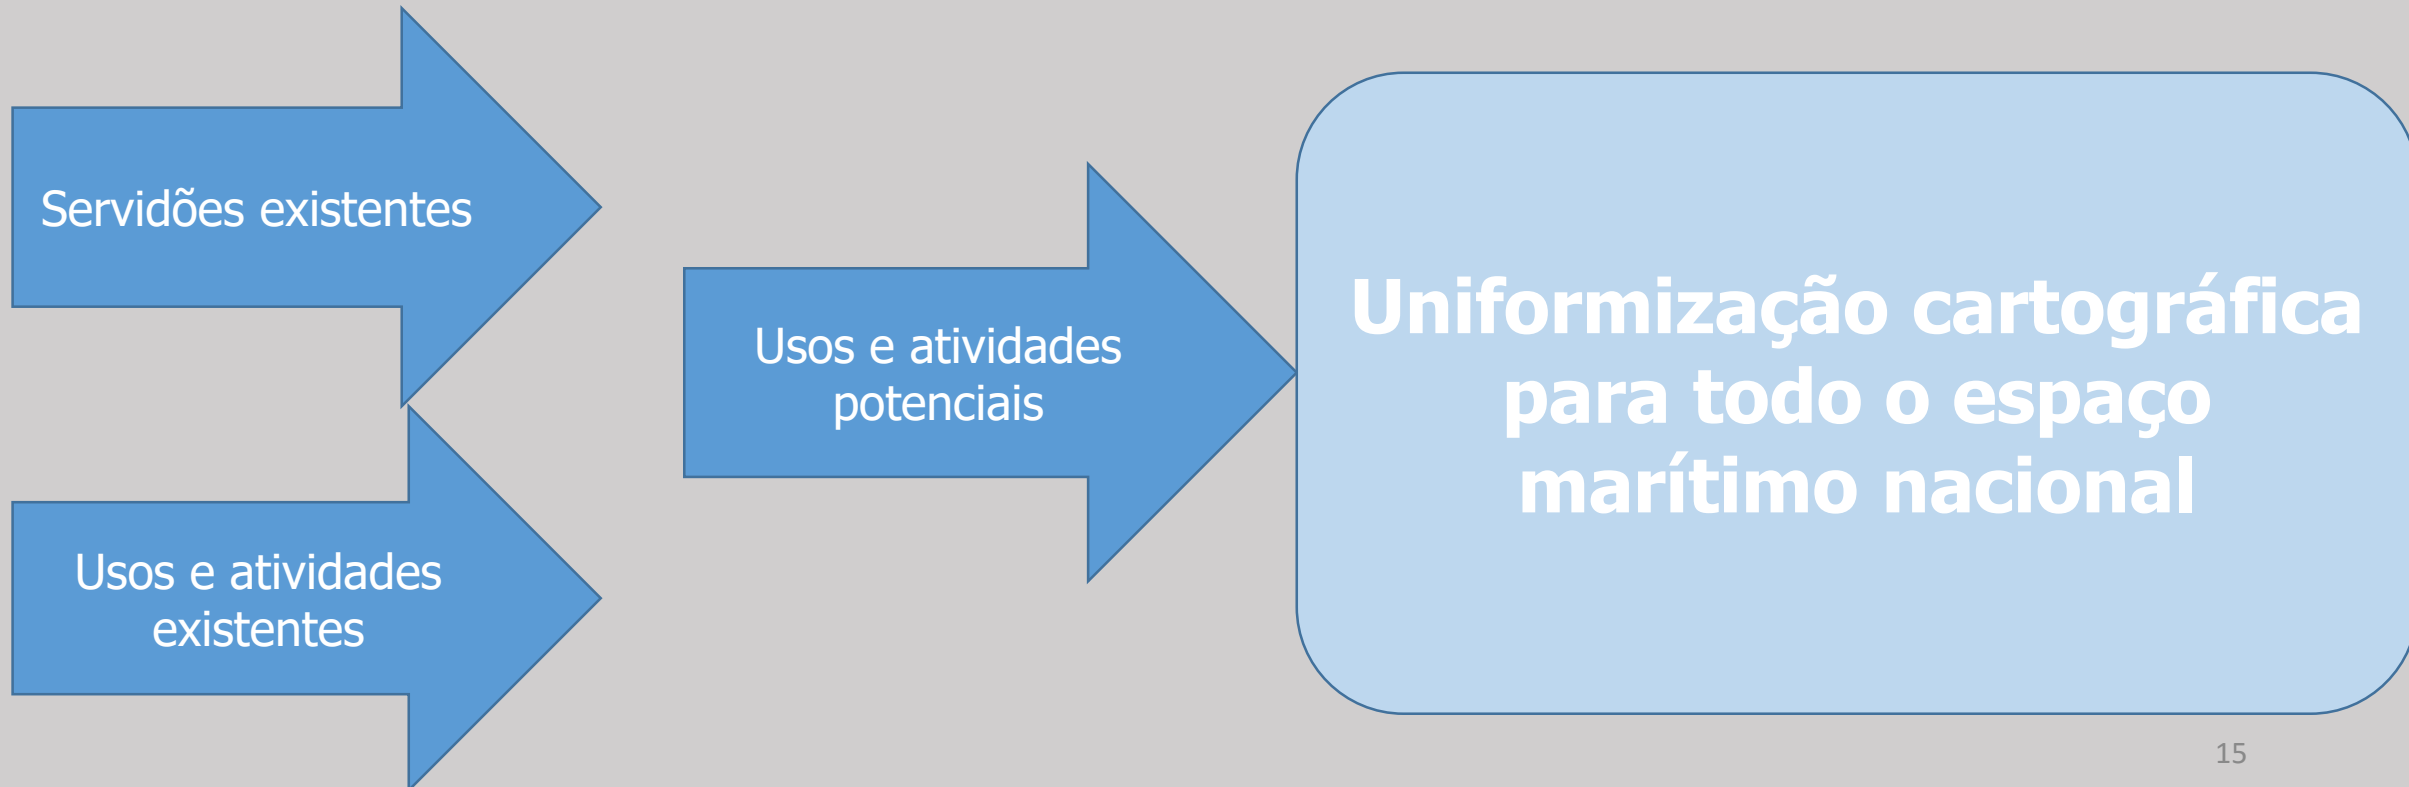 Servidões existentes
Usos e atividades
existentes
Usos e atividades
potenciais
Uniformização cartográfica
para todo o espaço
marítimo nacional
15